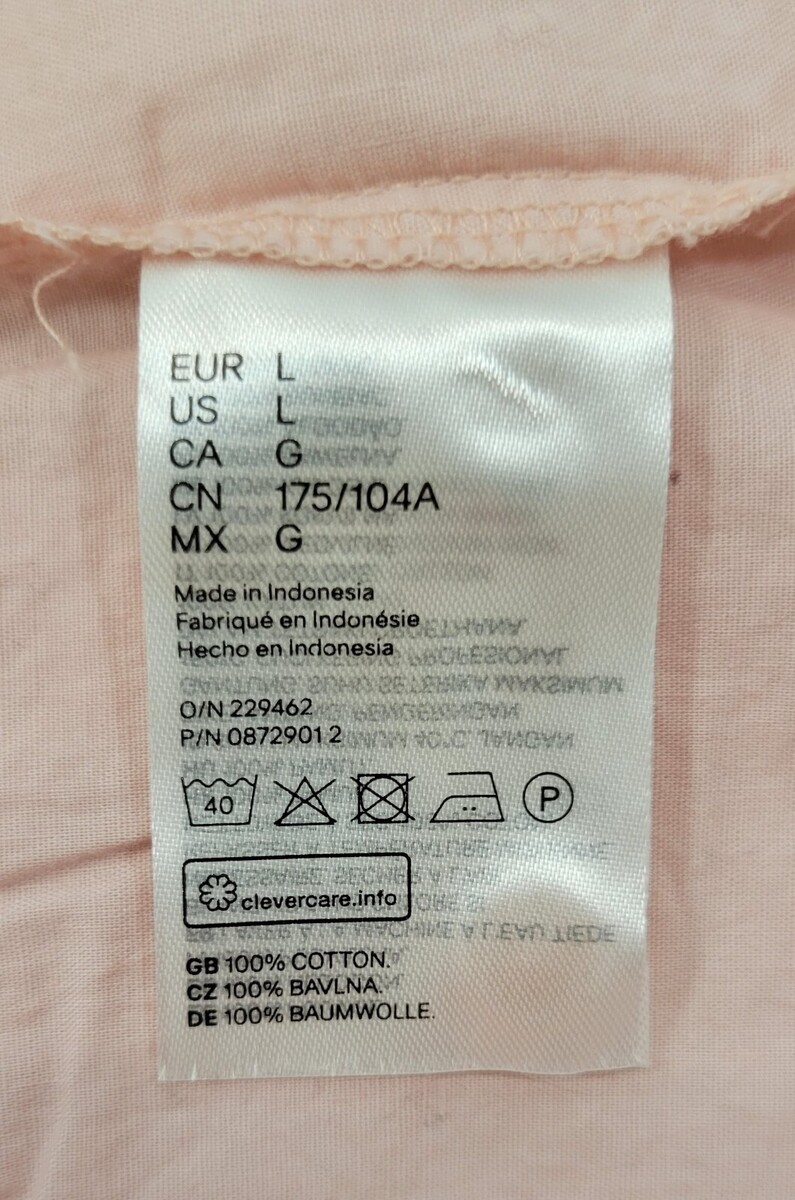 EUR L
US L
CA G
CN 175/104A
MX G
Made in Indonesia
Fabriqué en Indonésie
Hecho en Indonesia
O/N 229462
P/N 0872901 2
40
P
clevercare.info
GB 100% COTTON.
CZ 100% BAVLNA.
DE 100% BAUMWOLLE.